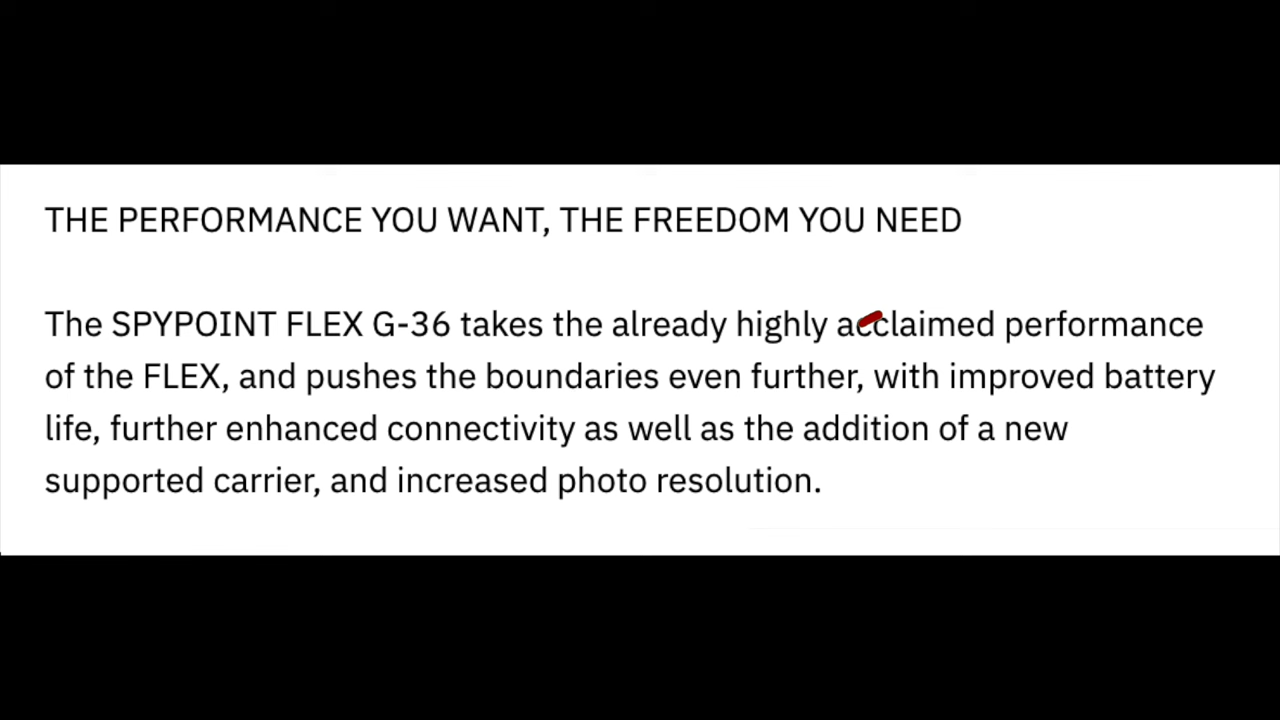 THE PERFORMANCE YOU WANT, THE FREEDOM YOU NEED
The SPYPOINT FLEX G-36 takes the already highly acclaimed performance
of the FLEX, and pushes the boundaries even further, with improved battery
life, further enhanced connectivity as well as the addition of a new
supported carrier, and increased photo resolution.